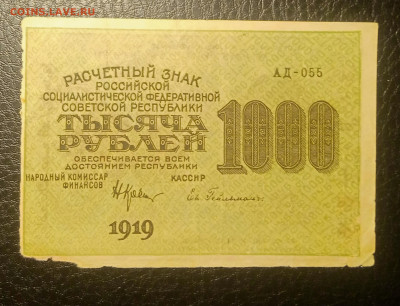 COINS.LAVE.RU
РАСЧЕТНЫЙ ЗНАК
РОССИЙСКОЙ
СОЦИАЛИСТИЧЕСКОЙ ФЕДЕРАТИВНОЙ
СОВЕТСКОЙ РЕСПУБЛИКИ
ТЫСЯЧА
РУБЛЕЙ
ОБЕСПЕЧИВАЕТСЯ ВСЕМ
ДОСТОЯНИЕМ РЕСПУБЛИКИ
НАРОДНЫЙ КОМИССАР
ФИНАНСОВ
КАССИР
1919
АД-055
1000